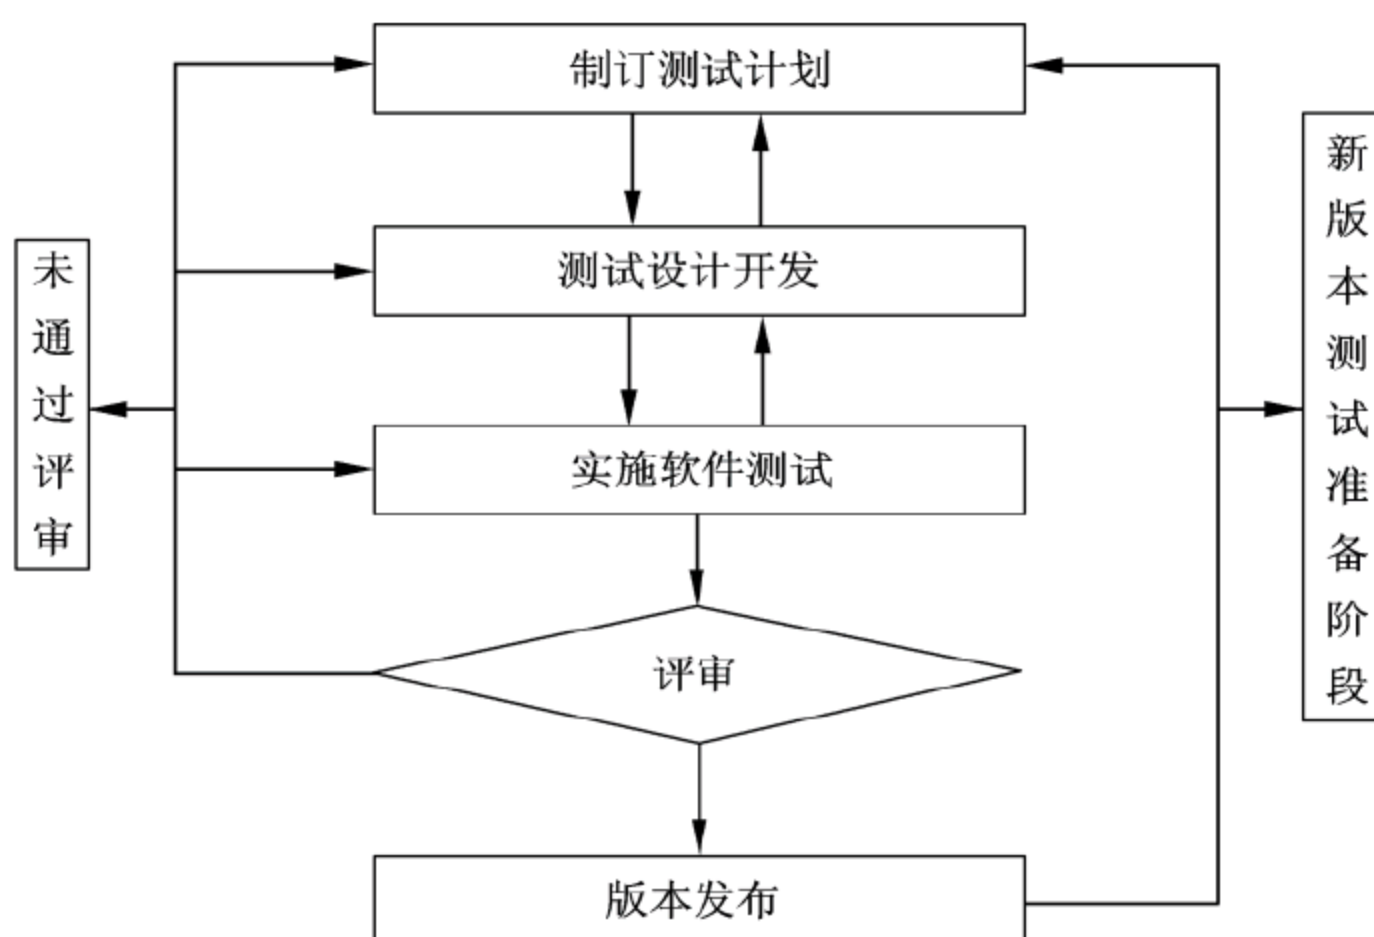 制订测试计划
测试设计开发
实施软件测试
评审
版本发布
未通过评审
新版本测试准备阶段